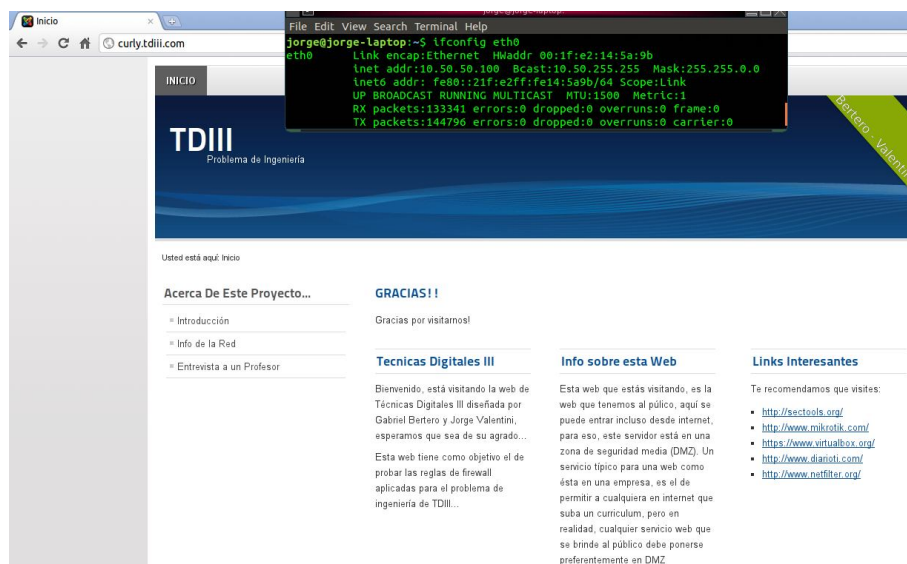 Inicio
curly.tdiii.com
jorge@jorge-laptop:
File Edit View Search Terminal Help
jorge@jorge-laptop:~$ ifconfig eth0
eth0 Link encap:Ethernet HWaddr 00:1f:e2:14:5a:9b
inet addr:10.50.50.100 Bcast:10.50.255.255 Mask:255.255.0.0
inet6 addr: fe80::21f:e2ff:fe14:5a9b/64 Scope:Link
UP BROADCAST RUNNING MULTICAST MTU:1500 Metric:1
RX packets:133341 errors:0 dropped:0 overruns:0 frame:0
TX packets:144796 errors:0 dropped:0 overruns:0 carrier:0
INICIO
TDIII
Problema de Ingeniería
Bertero - Valentin
Usted está aquí: Inicio
Acerca De Este Proyecto...
Introducción
Info de la Red
Entrevista a un Profesor
GRACIAS!!
Gracias por visitarnos!
Tecnicas Digitales III
Bienvenido, está visitando la web de
Técnicas Digitales III diseñada por
Gabriel Bertero y Jorge Valentini,
esperamos que sea de su agrado...
Esta web tiene como objetivo el de
probar las reglas de firewall
aplicadas para el problema de
ingeniería de TDIII...
Info sobre esta Web
Esta web que estás visitando, es la
web que tenemos al púlico, aquí se
puede entrar incluso desde internet,
para eso, este servidor está en una
zona de seguridad media (DMZ). Un
servicio típico para una web como
ésta en una empresa, es el de
permitir a cualquiera en internet que
suba un curriculum, pero en
realidad, cualquier servicio web que
se brinde al público debe ponerse
preferentemente en DMZ
Links Interesantes
Te recomendamos que visites:
http://sectools.org/
http://www.mikrotik.com/
https://www.virtualbox.org/
http://www.diarioti.com/
http://www.netfilter.org/